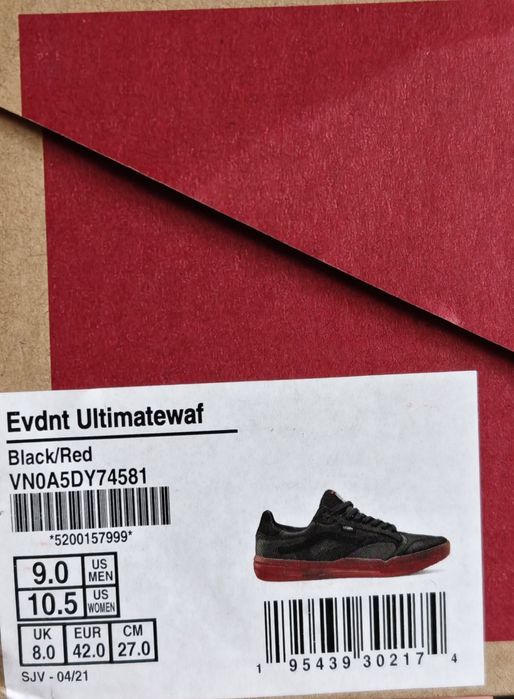 Evdnt Ultimatewaf
Black/Red
VN0A5DY74581
*5200157999*
9.0 US MEN
10.5 US WOMEN
UK EUR CM
8.0 42.0 27.0
SJV - 04/21
1 95439 30217 4